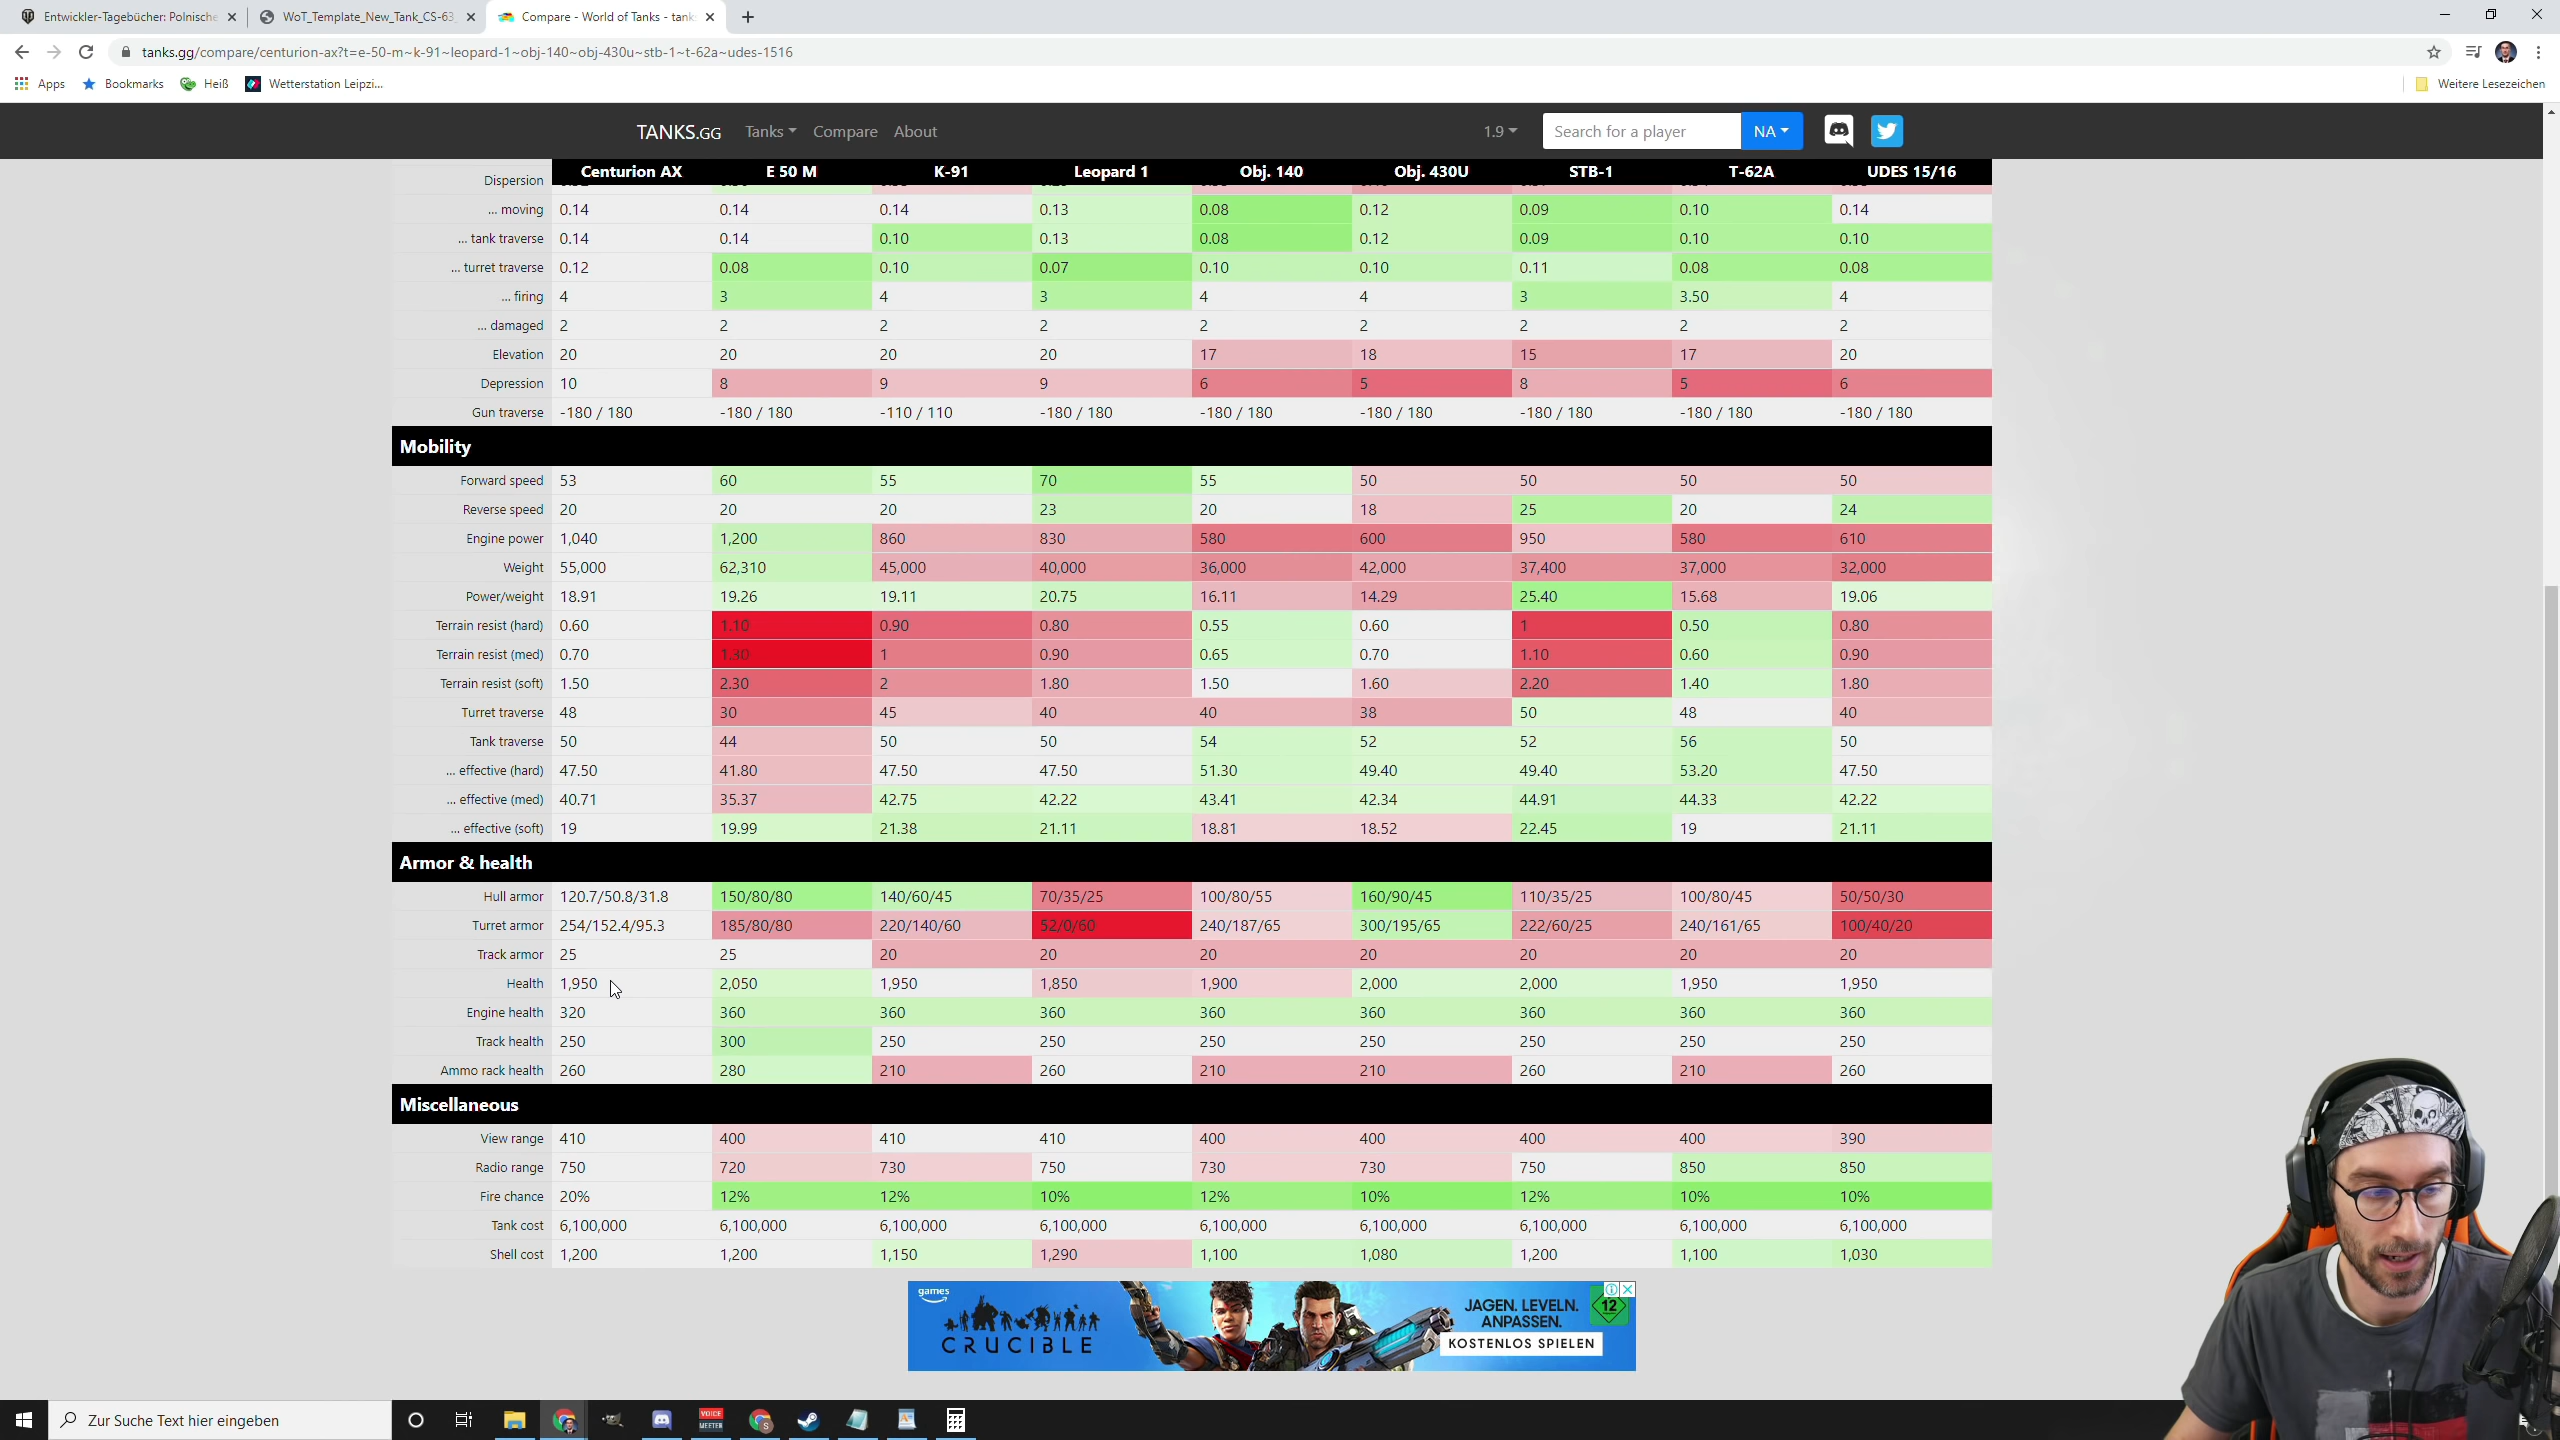 Entwickler-Tagebücher: Polnische
WoT_Template_New_Tank_CS-63
Compare - World of Tanks - tank
tanks.gg/compare/centurion-ax?t=e-50-m~k-91~leopard-1~obj-140~obj-430u~stb-1~t-62a~udes-1516
Apps Bookmarks Heiß Wetterstation Leipzi... Weitere Lesezeichen
TANKS.GG Tanks Compare About 1.9 Search for a player NA
Centurion AX E 50 M K-91 Leopard 1 Obj. 140 Obj. 430U STB-1 T-62A UDES 15/16
Dispersion
... moving 0.14 0.14 0.14 0.13 0.08 0.12 0.09 0.10 0.14
... tank traverse 0.14 0.14 0.10 0.13 0.08 0.12 0.09 0.10 0.10
... turret traverse 0.12 0.08 0.10 0.07 0.10 0.10 0.11 0.08 0.08
... firing 4 3 4 3 4 4 3 3.50 4
... damaged 2 2 2 2 2 2 2 2 2
Elevation 20 20 20 20 17 18 15 17 20
Depression 10 8 9 9 6 5 8 5 6
Gun traverse -180 / 180 -180 / 180 -110 / 110 -180 / 180 -180 / 180 -180 / 180 -180 / 180 -180 / 180 -180 / 180
Mobility
Forward speed 53 60 55 70 55 50 50 50 50
Reverse speed 20 20 20 23 20 18 25 20 24
Engine power 1,040 1,200 860 830 580 600 950 580 610
Weight 55,000 62,310 45,000 40,000 36,000 42,000 37,400 37,000 32,000
Power/weight 18.91 19.26 19.11 20.75 16.11 14.29 25.40 15.68 19.06
Terrain resist (hard) 0.60 1.10 0.90 0.80 0.55 0.60 1 0.50 0.80
Terrain resist (med) 0.70 1.30 1 0.90 0.65 0.70 1.10 0.60 0.90
Terrain resist (soft) 1.50 2.30 2 1.80 1.50 1.60 2.20 1.40 1.80
Turret traverse 48 30 45 40 40 38 50 48 40
Tank traverse 50 44 50 50 54 52 52 56 50
... effective (hard) 47.50 41.80 47.50 47.50 51.30 49.40 49.40 53.20 47.50
... effective (med) 40.71 35.37 42.75 42.22 43.41 42.34 44.91 44.33 42.22
... effective (soft) 19 19.99 21.38 21.11 18.81 18.52 22.45 19 21.11
Armor & health
Hull armor 120.7/50.8/31.8 150/80/80 140/60/45 70/35/25 100/80/55 160/90/45 110/35/25 100/80/45 50/50/30
Turret armor 254/152.4/95.3 185/80/80 220/140/60 52/0/60 240/187/65 300/195/65 222/60/25 240/161/65 100/40/20
Track armor 25 25 20 20 20 20 20 20 20
Health 1,950 2,050 1,950 1,850 1,900 2,000 2,000 1,950 1,950
Engine health 320 360 360 360 360 360 360 360 360
Track health 250 300 250 250 250 250 250 250 250
Ammo rack health 260 280 210 260 210 210 260 210 260
Miscellaneous
View range 410 400 410 410 400 400 400 400 390
Radio range 750 720 730 750 730 730 750 850 850
Fire chance 20% 12% 12% 10% 12% 10% 12% 10% 10%
Tank cost 6,100,000 6,100,000 6,100,000 6,100,000 6,100,000 6,100,000 6,100,000 6,100,000 6,100,000
Shell cost 1,200 1,200 1,150 1,290 1,100 1,080 1,200 1,100 1,030
games
CRUCIBLE
JAGEN. LEVELN.
ANPASSEN.
KOSTENLOS SPIELEN
12
Zur Suche Text hier eingeben
VOICE
MEETER